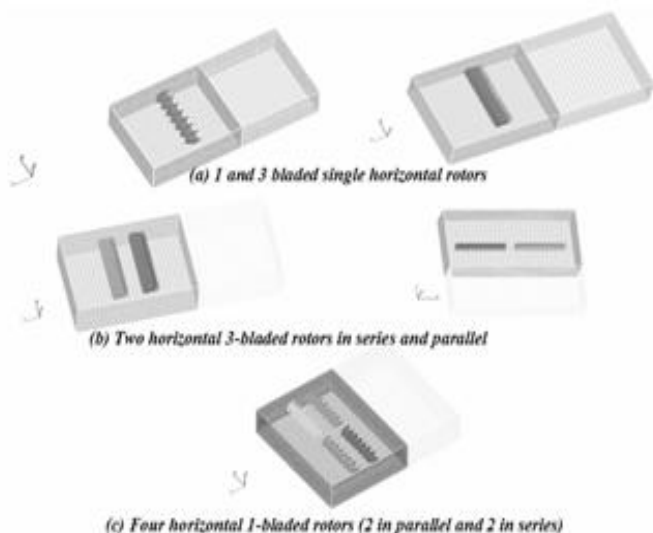 (a) 1 and 3 bladed single horizontal rotors
(b) Two horizontal 3-bladed rotors in series and parallel
(c) Four horizontal 1-bladed rotors (2 in parallel and 2 in series)